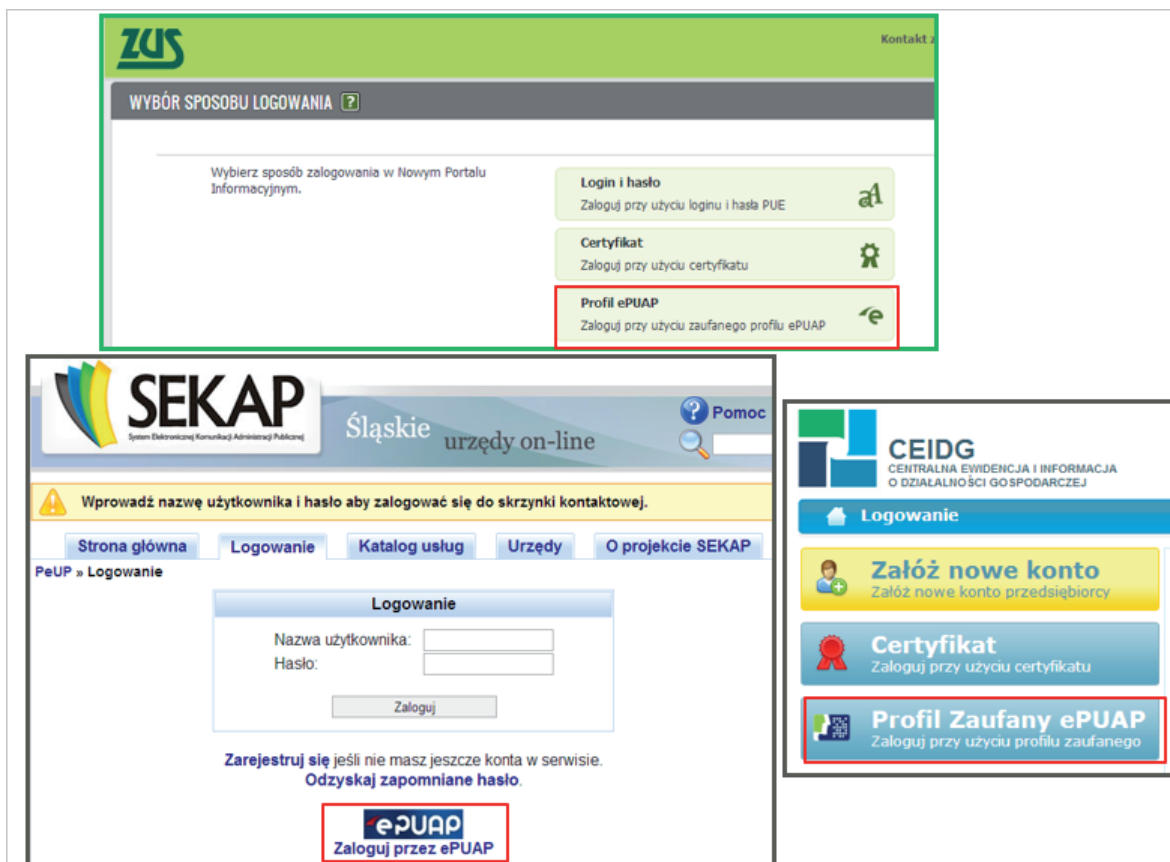 ZUS
Kontakt z
WYBÓR SPOSOBU LOGOWANIA ?
Wybierz sposób zalogowania w Nowym Portalu
Informacyjnym.
Login i hasło
Zaloguj przy użyciu loginu i hasła PUE
Certyfikat
Zaloguj przy użyciu certyfikatu
Profil ePUAP
Zaloguj przy użyciu zaufanego profilu ePUAP
SEKAP
System Elektronicznej Komunikacji Administracji Publicznej
Śląskie urzędy on-line
Pomoc
Wprowadź nazwę użytkownika i hasło aby zalogować się do skrzynki kontaktowej.
Strona główna Logowanie Katalog usług Urzędy O projekcie SEKAP
PeUP » Logowanie
Logowanie
Nazwa użytkownika:
Hasło:
Zaloguj
Zarejestruj się jeśli nie masz jeszcze konta w serwisie.
Odzyskaj zapomniane hasło.
ePUAP
Zaloguj przez ePUAP
CEIDG
CENTRALNA EWIDENCJA I INFORMACJA
O DZIAŁALNOŚCI GOSPODARCZEJ
Logowanie
Załóż nowe konto
Załóż nowe konto przedsiębiorcy
Certyfikat
Zaloguj przy użyciu certyfikatu
Profil Zaufany ePUAP
Zaloguj przy użyciu profilu zaufanego